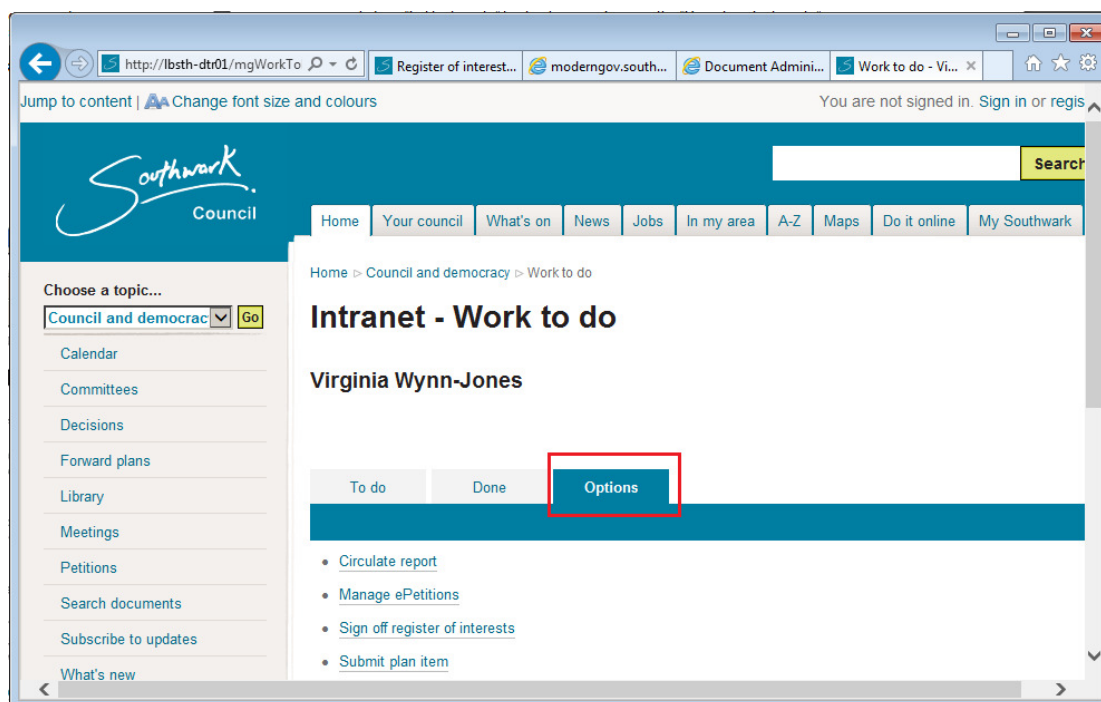 http://lbsth-dtr01/mgWorkTo
Register of interest...
moderngov.south...
Document Admini...
Work to do - Vi...
Jump to content | AA Change font size and colours
You are not signed in. Sign in or regis
Southwark
Council
Search
Home Your council What's on News Jobs In my area A-Z Maps Do it online My Southwark
Home ▷ Council and democracy ▷ Work to do
Choose a topic...
Council and democrac Go
Calendar
Committees
Decisions
Forward plans
Library
Meetings
Petitions
Search documents
Subscribe to updates
What's new
Intranet - Work to do
Virginia Wynn-Jones
To do Done Options
• Circulate report
• Manage ePetitions
• Sign off register of interests
• Submit plan item